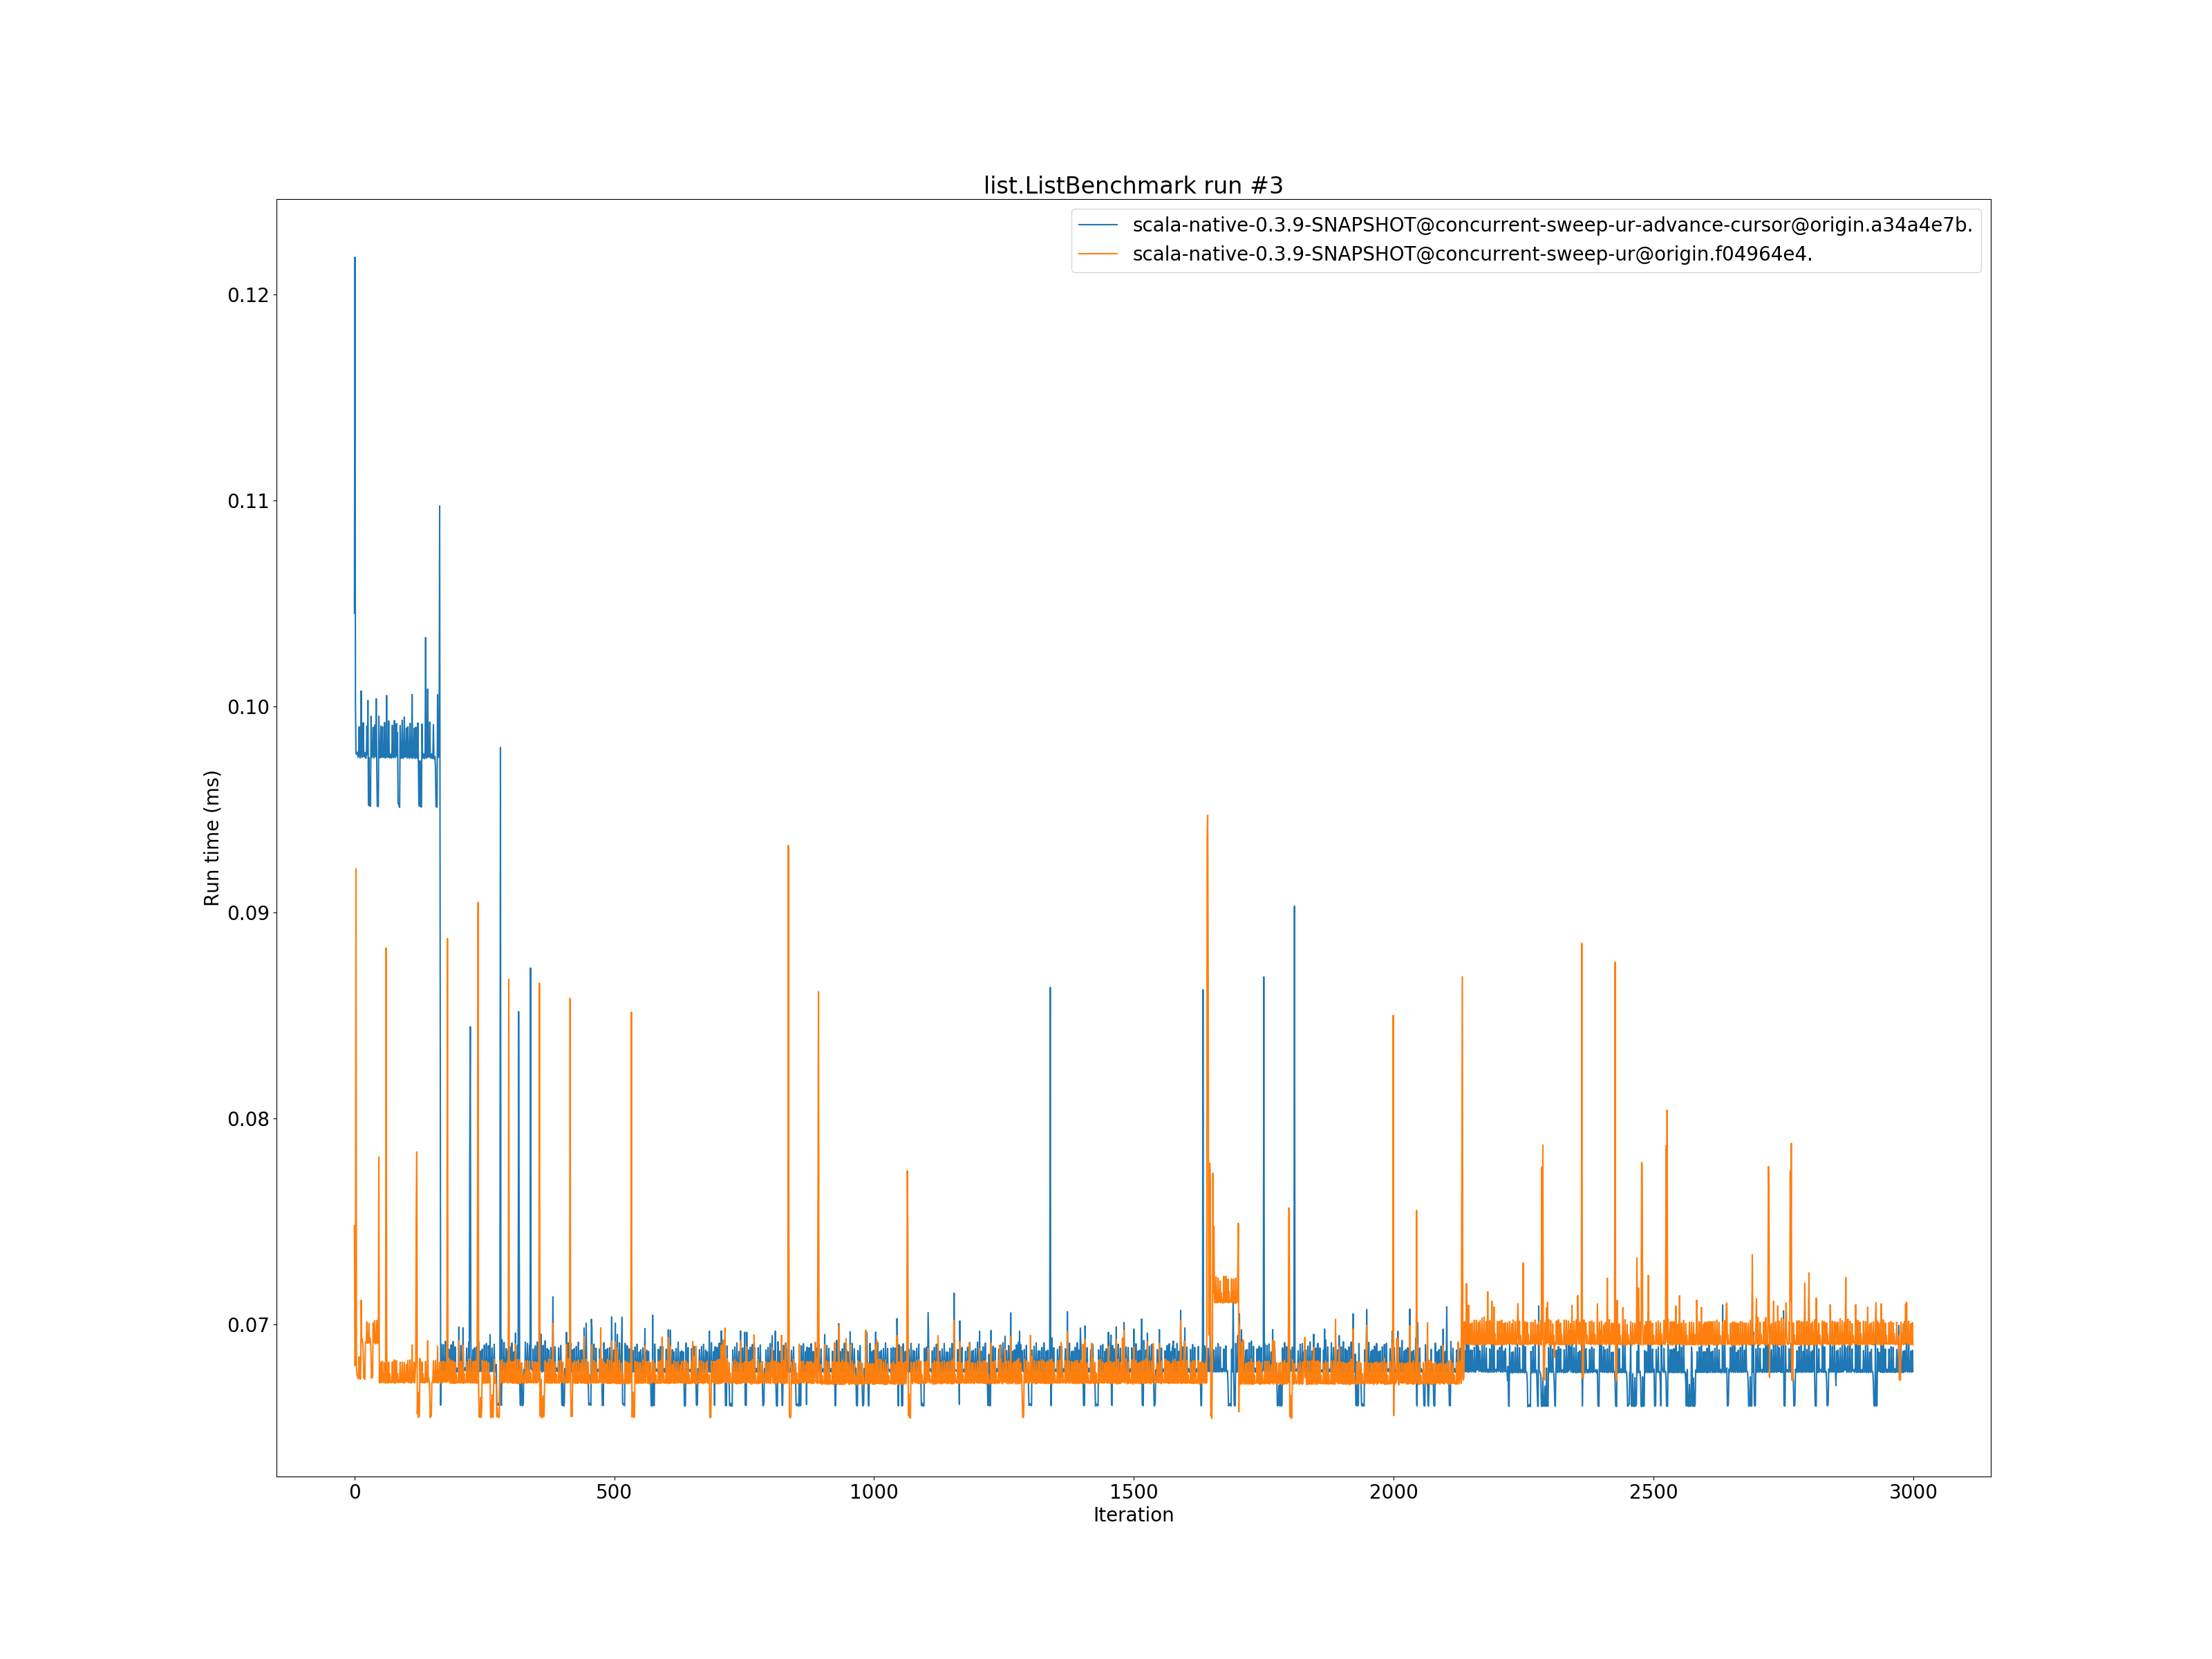 list.ListBenchmark run #3
scala-native-0.3.9-SNAPSHOT@concurrent-sweep-ur-advance-cursor@origin.a34a4e7b.
scala-native-0.3.9-SNAPSHOT@concurrent-sweep-ur@origin.f04964e4.
0.12
0.11
0.10
0.09
0.08
0.07
Run time (ms)
0 500 1000 1500 2000 2500 3000
Iteration